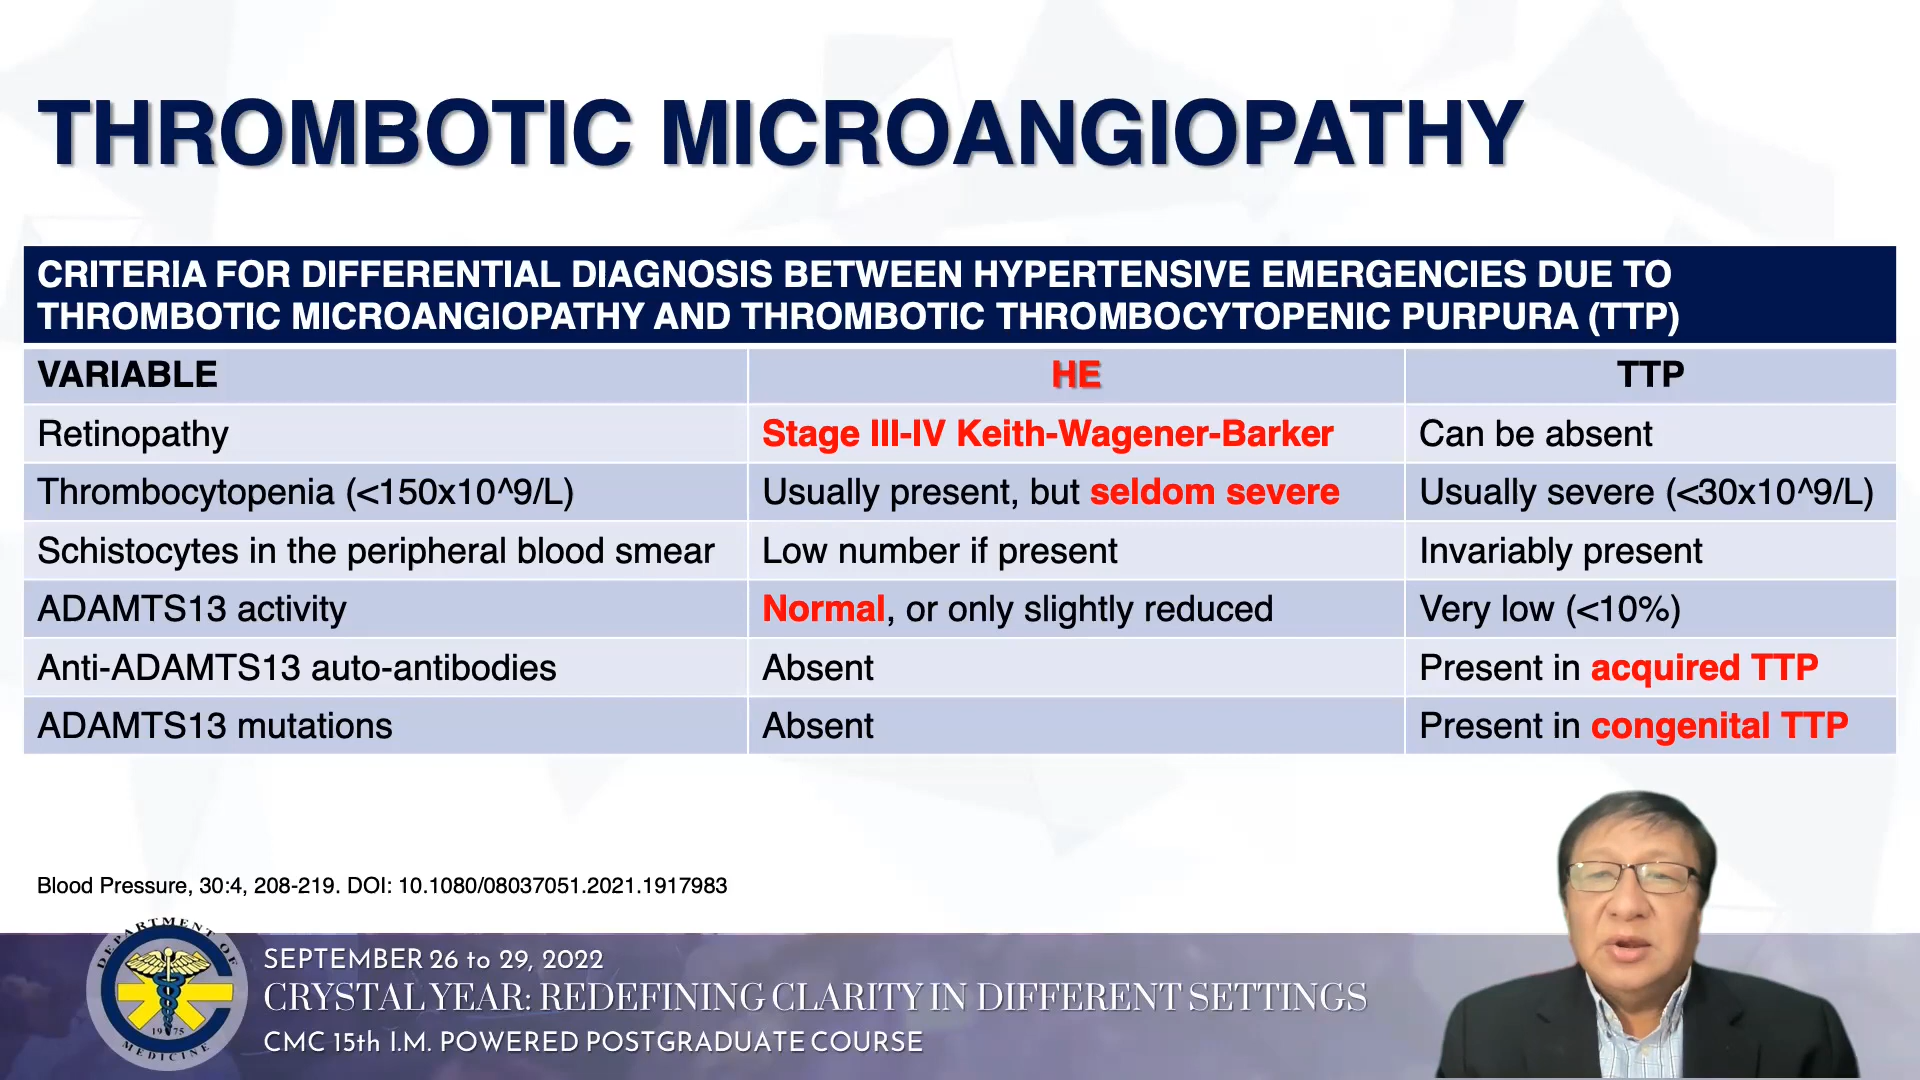 THROMBOTIC MICROANGIOPATHY
CRITERIA FOR DIFFERENTIAL DIAGNOSIS BETWEEN HYPERTENSIVE EMERGENCIES DUE TO
THROMBOTIC MICROANGIOPATHY AND THROMBOTIC THROMBOCYTOPENIC PURPURA (TTP)
VARIABLE HE TTP
Retinopathy Stage III-IV Keith-Wagener-Barker Can be absent
Thrombocytopenia (<150x10^9/L) Usually present, but seldom severe Usually severe (<30x10^9/L)
Schistocytes in the peripheral blood smear Low number if present Invariably present
ADAMTS13 activity Normal, or only slightly reduced Very low (<10%)
Anti-ADAMTS13 auto-antibodies Absent Present in acquired TTP
ADAMTS13 mutations Absent Present in congenital TTP
Blood Pressure, 30:4, 208-219. DOI: 10.1080/08037051.2021.1917983
DEPARTMENT OF
1975
MEDICINE
SEPTEMBER 26 to 29, 2022
CRYSTAL YEAR: REDEFINING CLARITY IN DIFFERENT SETTINGS
CMC 15th I.M. POWERED POSTGRADUATE COURSE